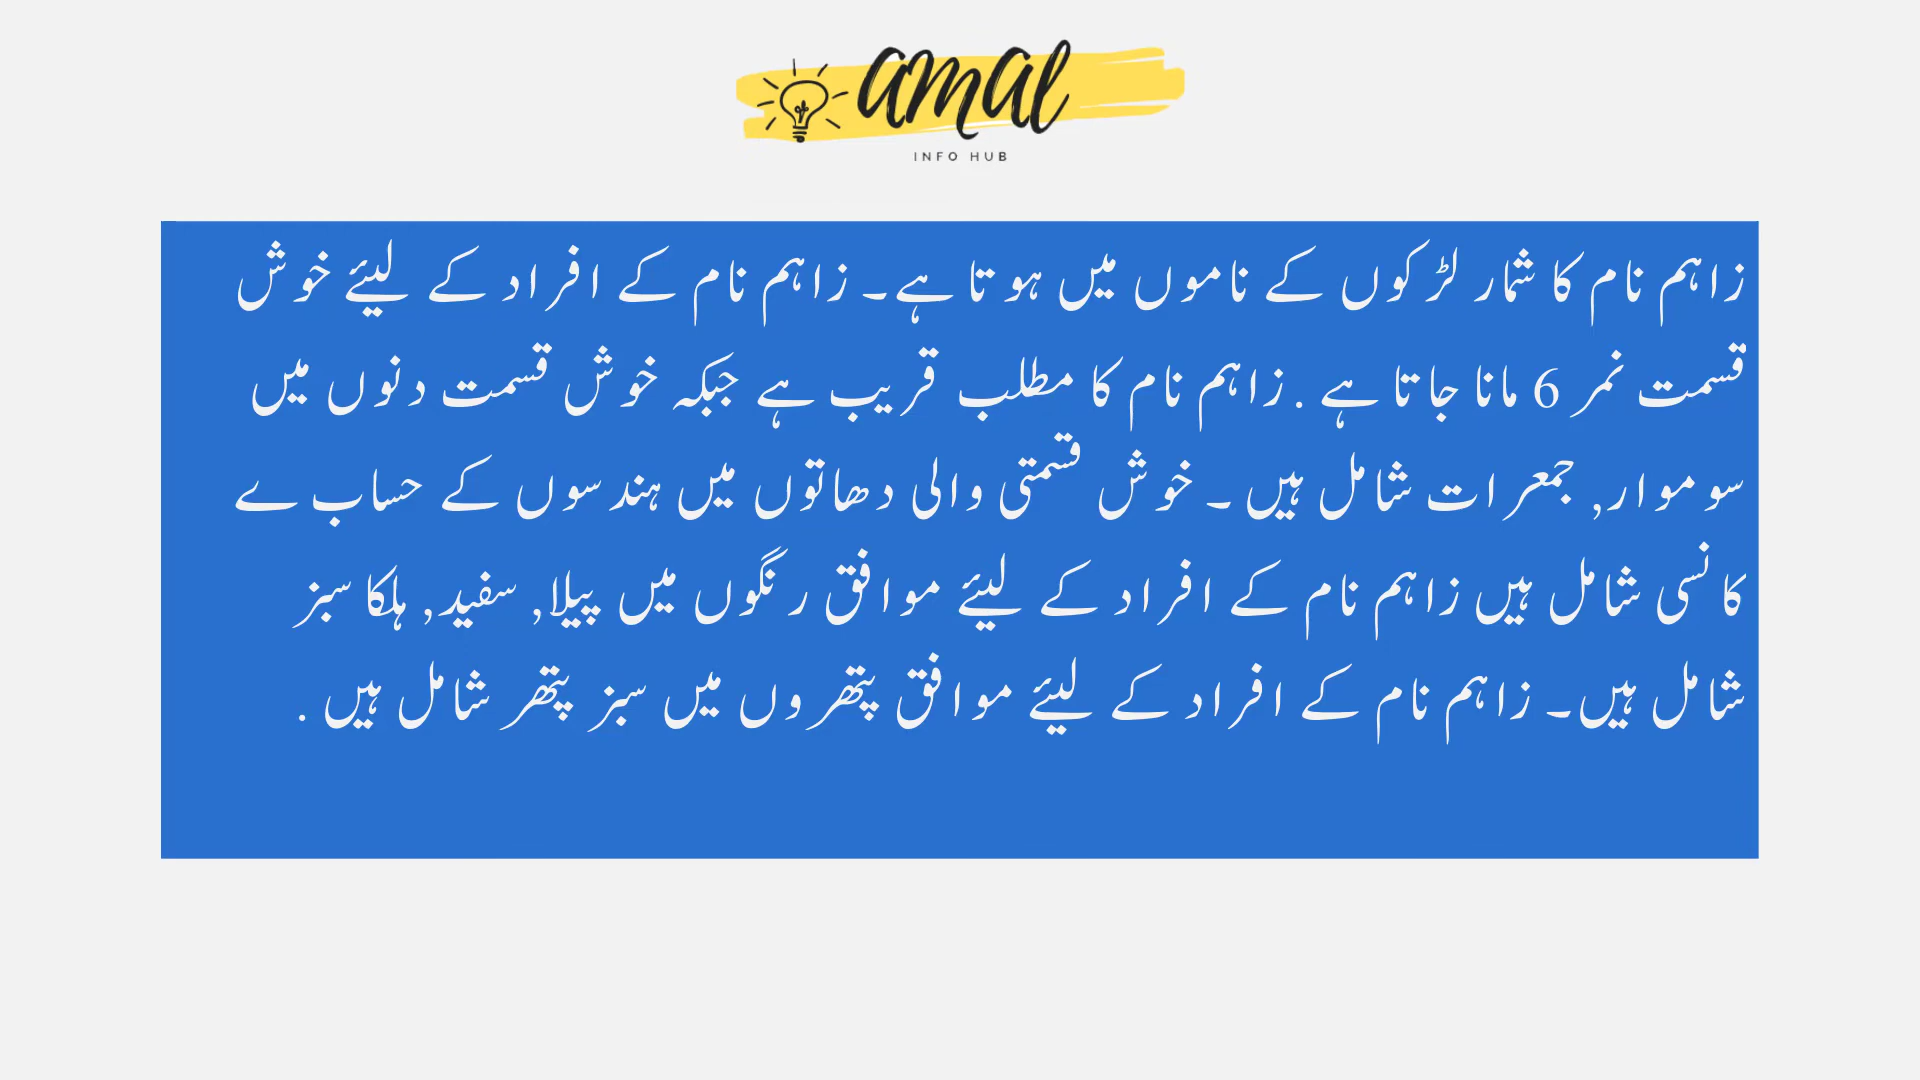 amal
INFO HUB
زاہم نام کا شمار لڑکوں کے ناموں میں ہوتا ہے۔ زاہم نام کے افراد کے لیئے خوش
قسمت نمر 6 مانا جاتا ہے . زاہم نام کا مطلب قریب ہے جبکہ خوش قسمت دنوں میں
سوموار, جمعرات شامل ہیں ۔ خوش قسمتی والی دھاتوں میں ہندسوں کے حساب ے
کانسی شامل ہیں زاہم نام کے افراد کے لیئے موافق رنگوں میں پیلا, سفید, ہلکا سبز
شامل ہیں۔ زاہم نام کے افراد کے لیئے موافق پتھروں میں سبز پتھر شامل ہیں .